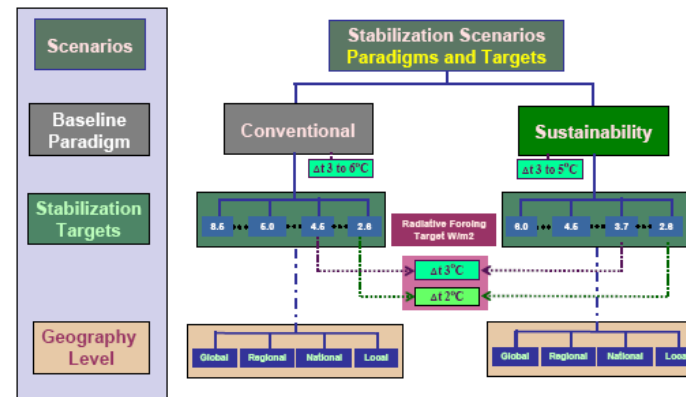 Scenarios
Stabilization Scenarios
Paradigms and Targets
Baseline
Paradigm
Conventional
Sustainability
Δt 3 to 6°C
Δt 3 to 5°C
Stabilization
Targets
8.5 5.0 4.5 2.6
Radiative Forcing
Target W/m2
6.0 4.5 3.7 2.6
Δt 3°C
Δt 2°C
Geography
Level
Global Regional National Local
Global Regional National Local